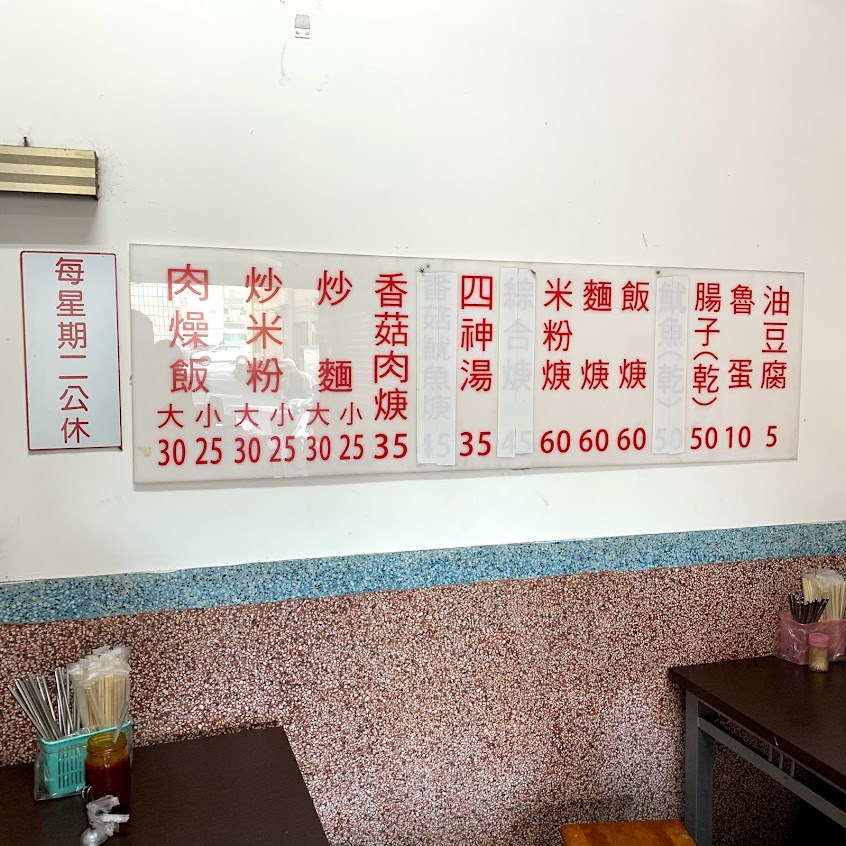 每星期二公休
肉燥飯 大30 小25
炒米粉 大30 小25
炒麵 大30 小25
香菇肉焿 35
香菇魷魚焿 45
四神湯 35
綜合焿 45
米粉焿 60
麵焿 60
飯焿 60
魷魚(乾) 50
腸子(乾) 50
魯蛋 10
油豆腐 5